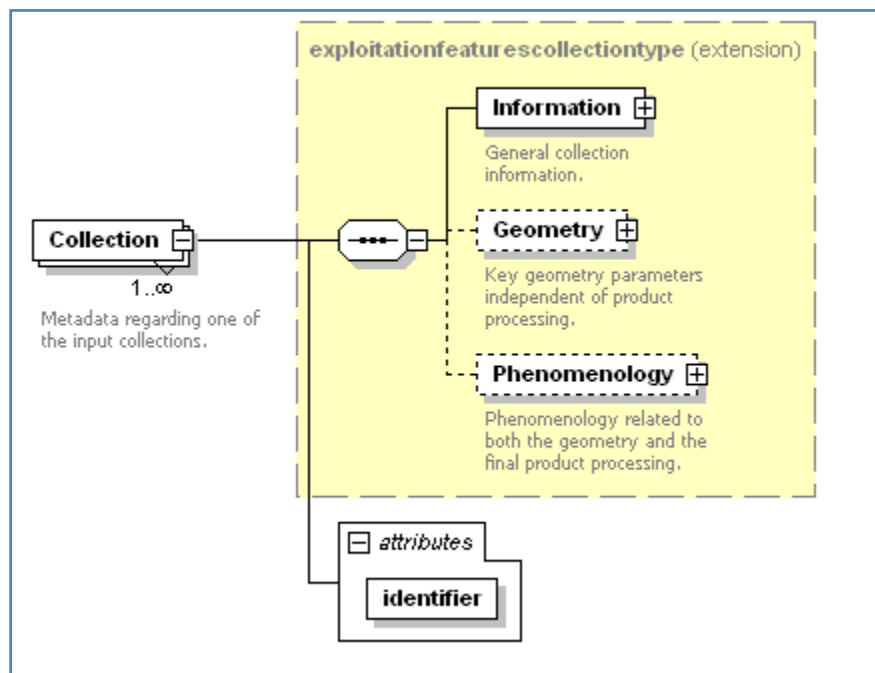 exploitationfeaturescollectiontype (extension)
Information
General collection
information.
Collection
1..∞
Metadata regarding one of
the input collections.
Geometry
Key geometry parameters
independent of product
processing.
Phenomenology
Phenomenology related to
both the geometry and the
final product processing.
attributes
identifier